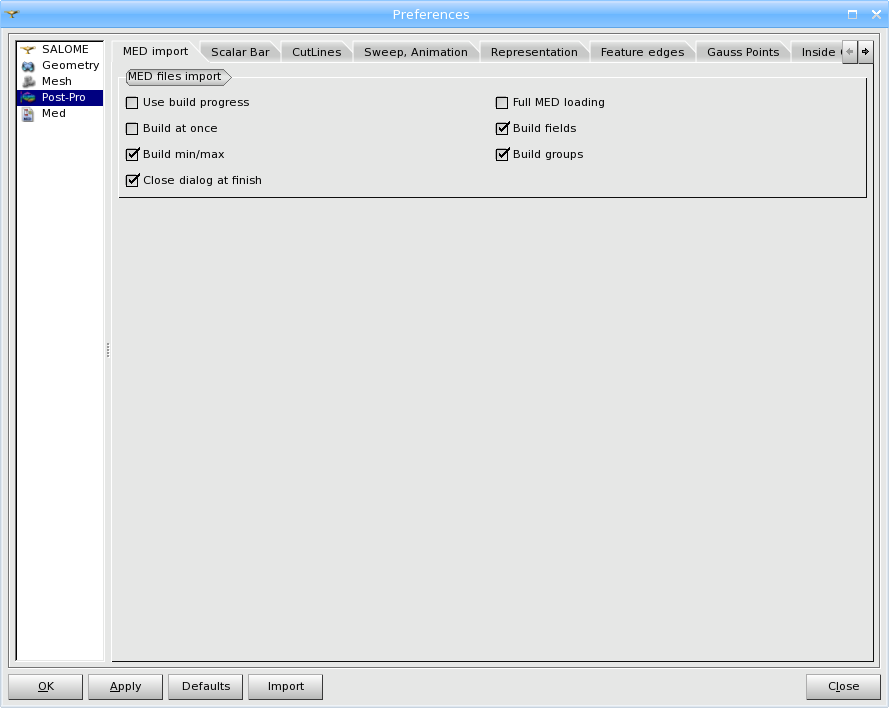 Preferences
SALOME
Geometry
Mesh
Post-Pro
Med
MED import
Scalar Bar
CutLines
Sweep, Animation
Representation
Feature edges
Gauss Points
Inside
MED files import
Use build progress
Full MED loading
Build at once
Build fields
Build min/max
Build groups
Close dialog at finish
OK
Apply
Defaults
Import
Close